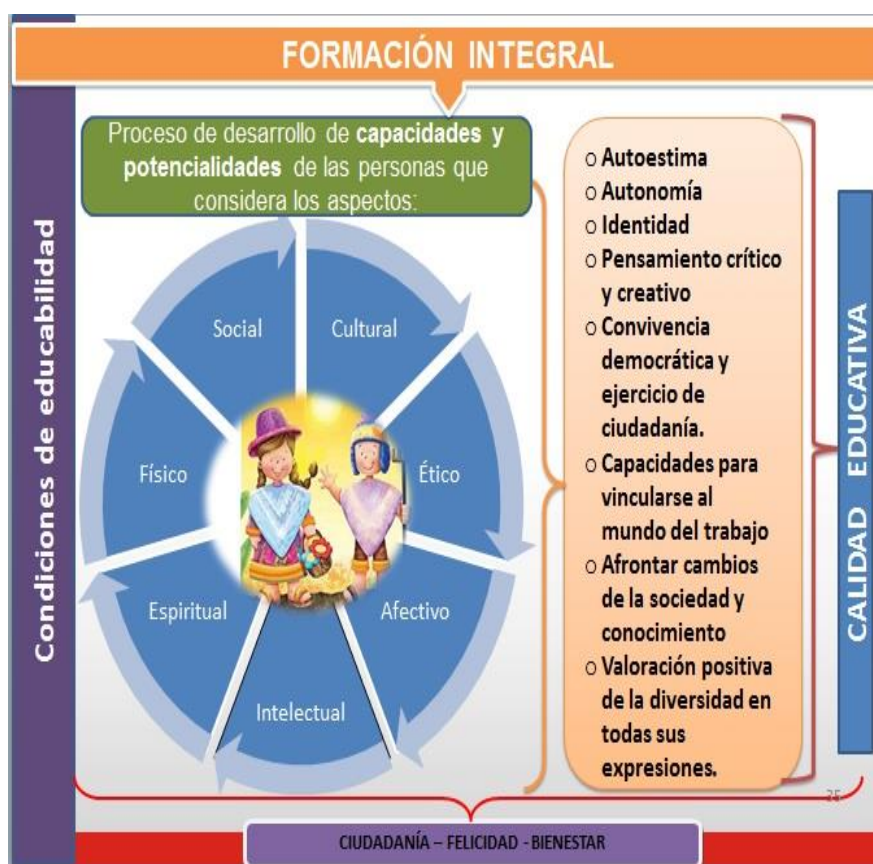 FORMACIÓN INTEGRAL
Proceso de desarrollo de capacidades y
potencialidades de las personas que
considera los aspectos:
Condiciones de educabilidad
Social
Cultural
Físico
Ético
Espiritual
Afectivo
Intelectual
o Autoestima
o Autonomía
o Identidad
o Pensamiento crítico
y creativo
o Convivencia
democrática y
ejercicio de
ciudadanía.
o Capacidades para
vincularse al
mundo del trabajo
o Afrontar cambios
de la sociedad y
conocimiento
o Valoración positiva
de la diversidad en
todas sus
expresiones.
CALIDAD EDUCATIVA
CIUDADANÍA – FELICIDAD - BIENESTAR